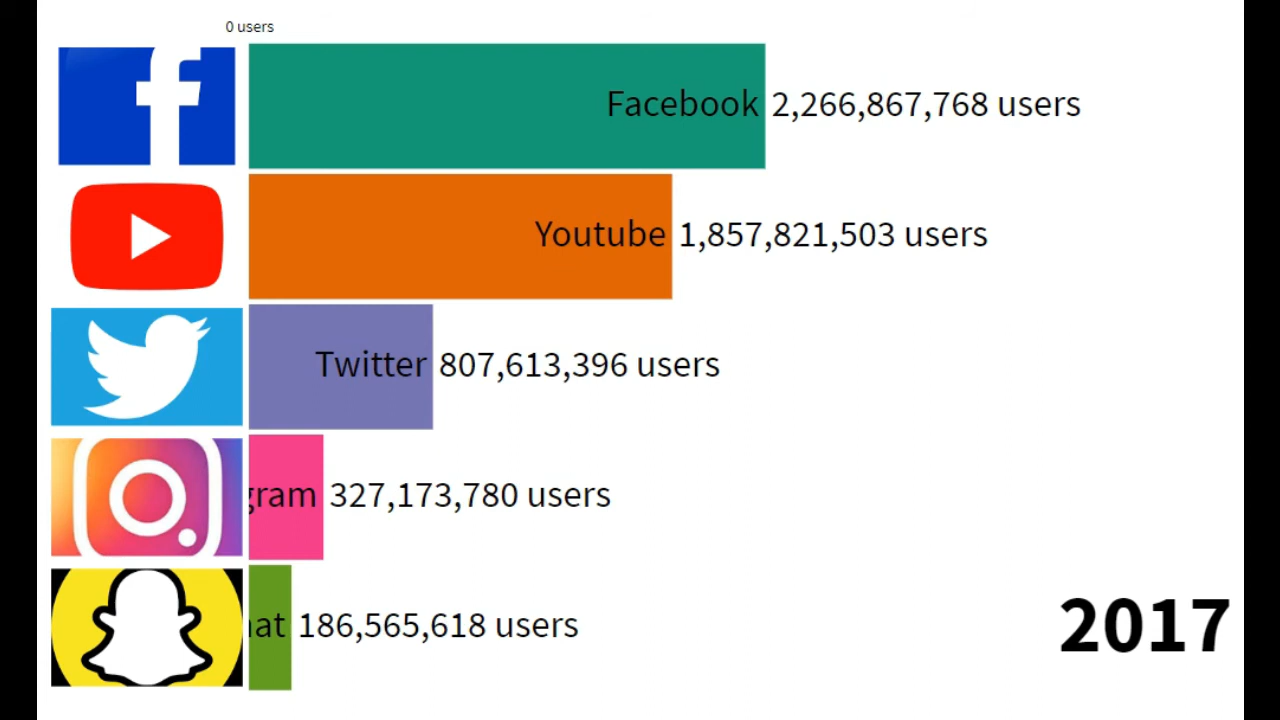 0 users
Facebook 2,266,867,768 users
Youtube 1,857,821,503 users
Twitter 807,613,396 users
gram 327,173,780 users
at 186,565,618 users
2017